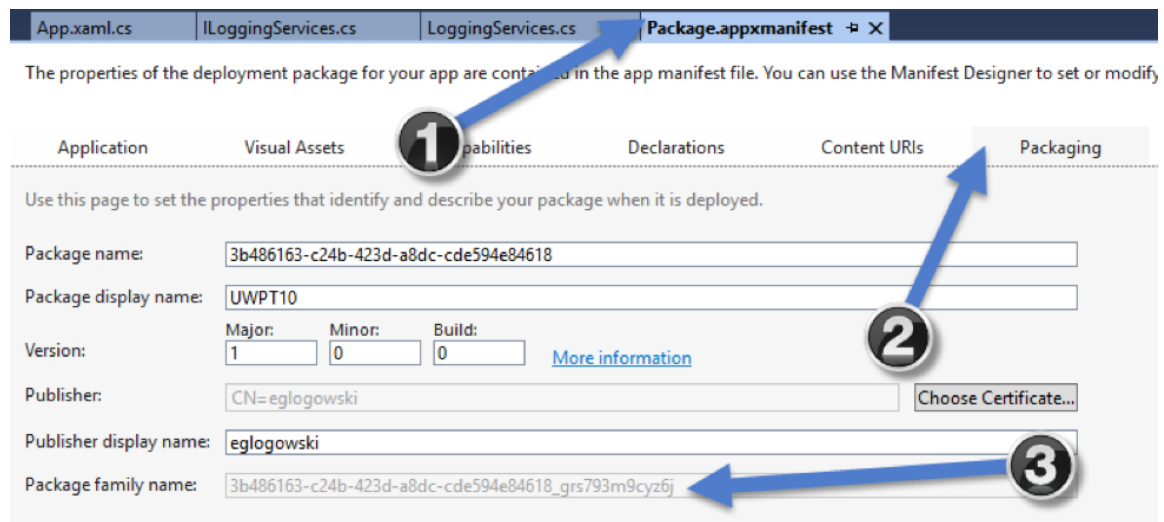 App.xaml.cs ILoggingServices.cs LoggingServices.cs Package.appxmanifest
The properties of the deployment package for your app are contained in the app manifest file. You can use the Manifest Designer to set or modify
1
Application Visual Assets pabilities Declarations Content URIs Packaging
Use this page to set the properties that identify and describe your package when it is deployed.
Package name: 3b486163-c24b-423d-a8dc-cde594e84618
Package display name: UWPT10
Major: Minor: Build:
Version: 1 0 0 More information
2
Publisher: CN=eglogowski Choose Certificate...
Publisher display name: eglogowski
3
Package family name: 3b486163-c24b-423d-a8dc-cde594e84618_grs793m9cyz6j